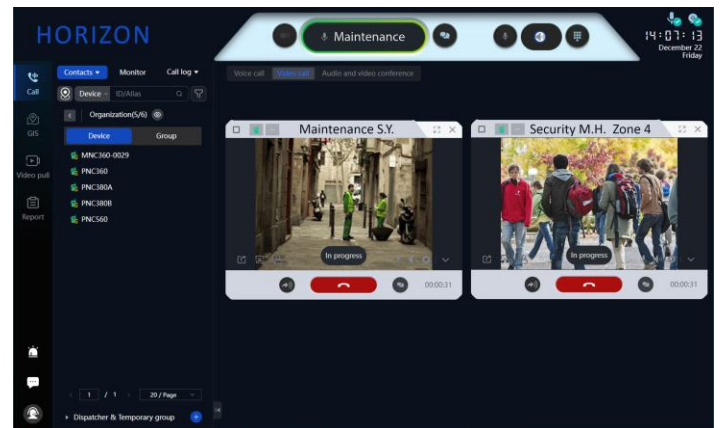 HORIZON
Maintenance
14:07:13
December 22
Friday
Call
GIS
Video pull
Report
Contacts
Monitor
Call log
Device
ID/Alias
Organization(5/6)
Device
Group
MNC360-0029
PNC360
PNC380A
PNC380B
PNC560
1 / 1
20 / Page
Dispatcher & Temporary group
Voice call
Video call
Audio and video conference
Maintenance S.Y.
In progress
00:00:31
Security M.H. Zone 4
In progress
00:00:31